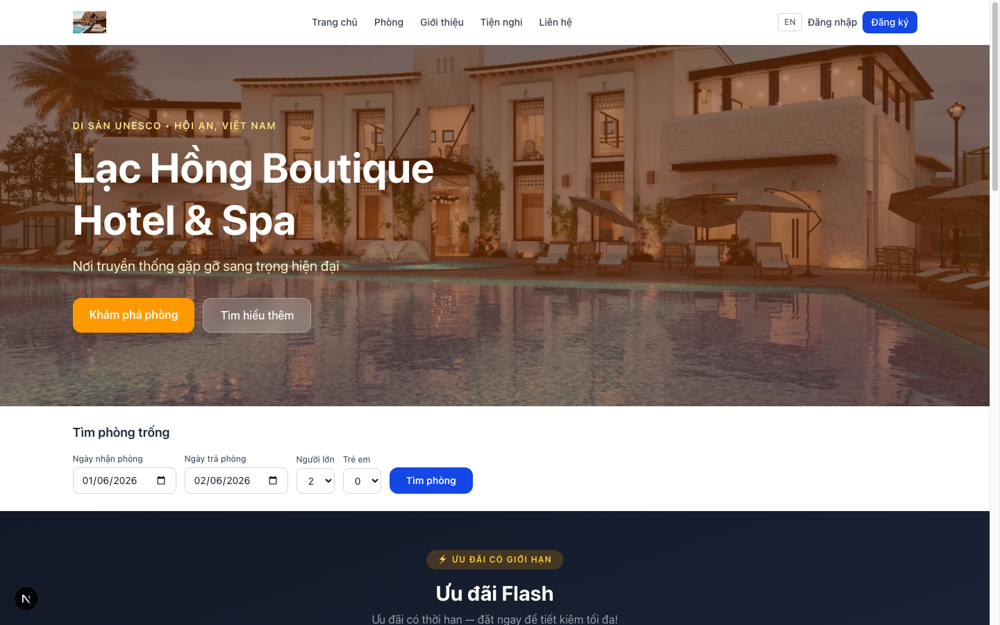 Trang chủ
Phòng
Giới thiệu
Tiện nghi
Liên hệ
EN
Đăng nhập
Đăng ký
DI SẢN UNESCO • HỘI AN, VIỆT NAM
Lạc Hồng Boutique
Hotel & Spa
Nơi truyền thống gặp gỡ sang trọng hiện đại
Khám phá phòng
Tìm hiểu thêm
Tìm phòng trống
Ngày nhận phòng
Ngày trả phòng
Người lớn
Trẻ em
01/06/2026
02/06/2026
2
0
Tìm phòng
⚡ ƯU ĐÃI CÓ GIỚI HẠN
Ưu đãi Flash
Ưu đãi có thời hạn — đặt ngay để tiết kiệm tối đa!
N